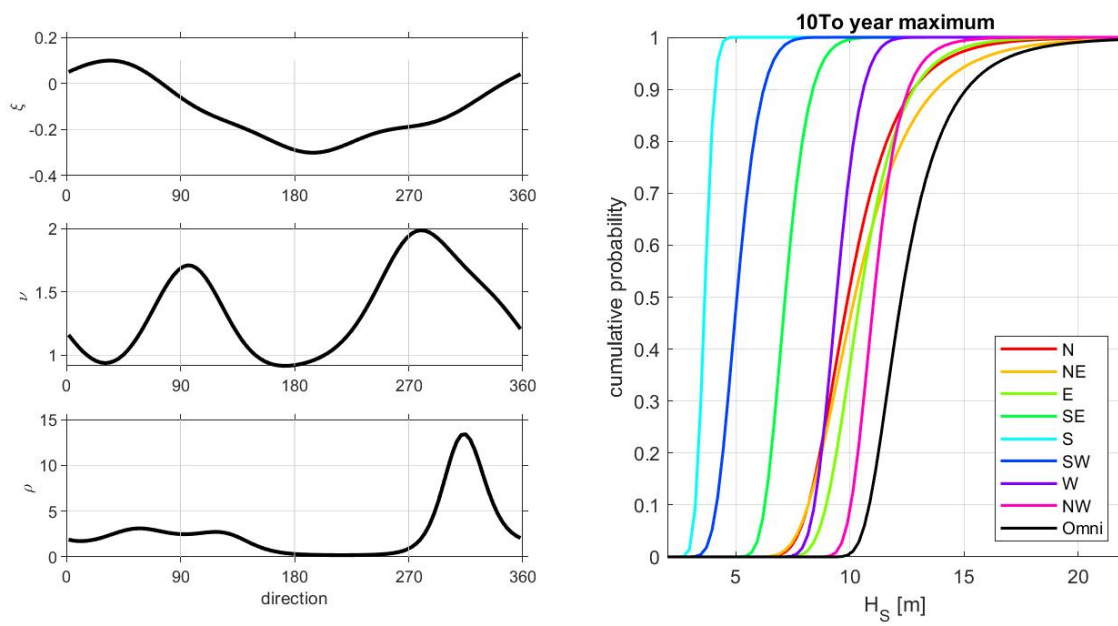 0.2
0
-0.2
-0.4
ξ
0 90 180 270 360
2
1.5
1
ν
0 90 180 270 360
15
10
5
0
ρ
0 90 180 270 360
direction
10To year maximum
1
0.9
0.8
0.7
0.6
0.5
0.4
0.3
0.2
0.1
0
cumulative probability
N
NE
E
SE
S
SW
W
NW
Omni
5 10 15 20
H_S [m]